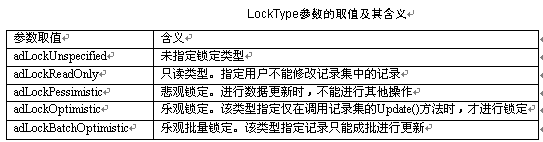 LockType参数的取值及其含义
参数取值 含义
adLockUnspecified 未指定锁定类型
adLockReadOnly 只读类型。指定用户不能修改记录集中的记录
adLockPessimistic 悲观锁定。进行数据更新时，不能进行其他操作
adLockOptimistic 乐观锁定。该类型指定仅在调用记录集的Update()方法时，才进行锁定
adLockBatchOptimistic 乐观批量锁定。该类型指定记录只能成批进行更新